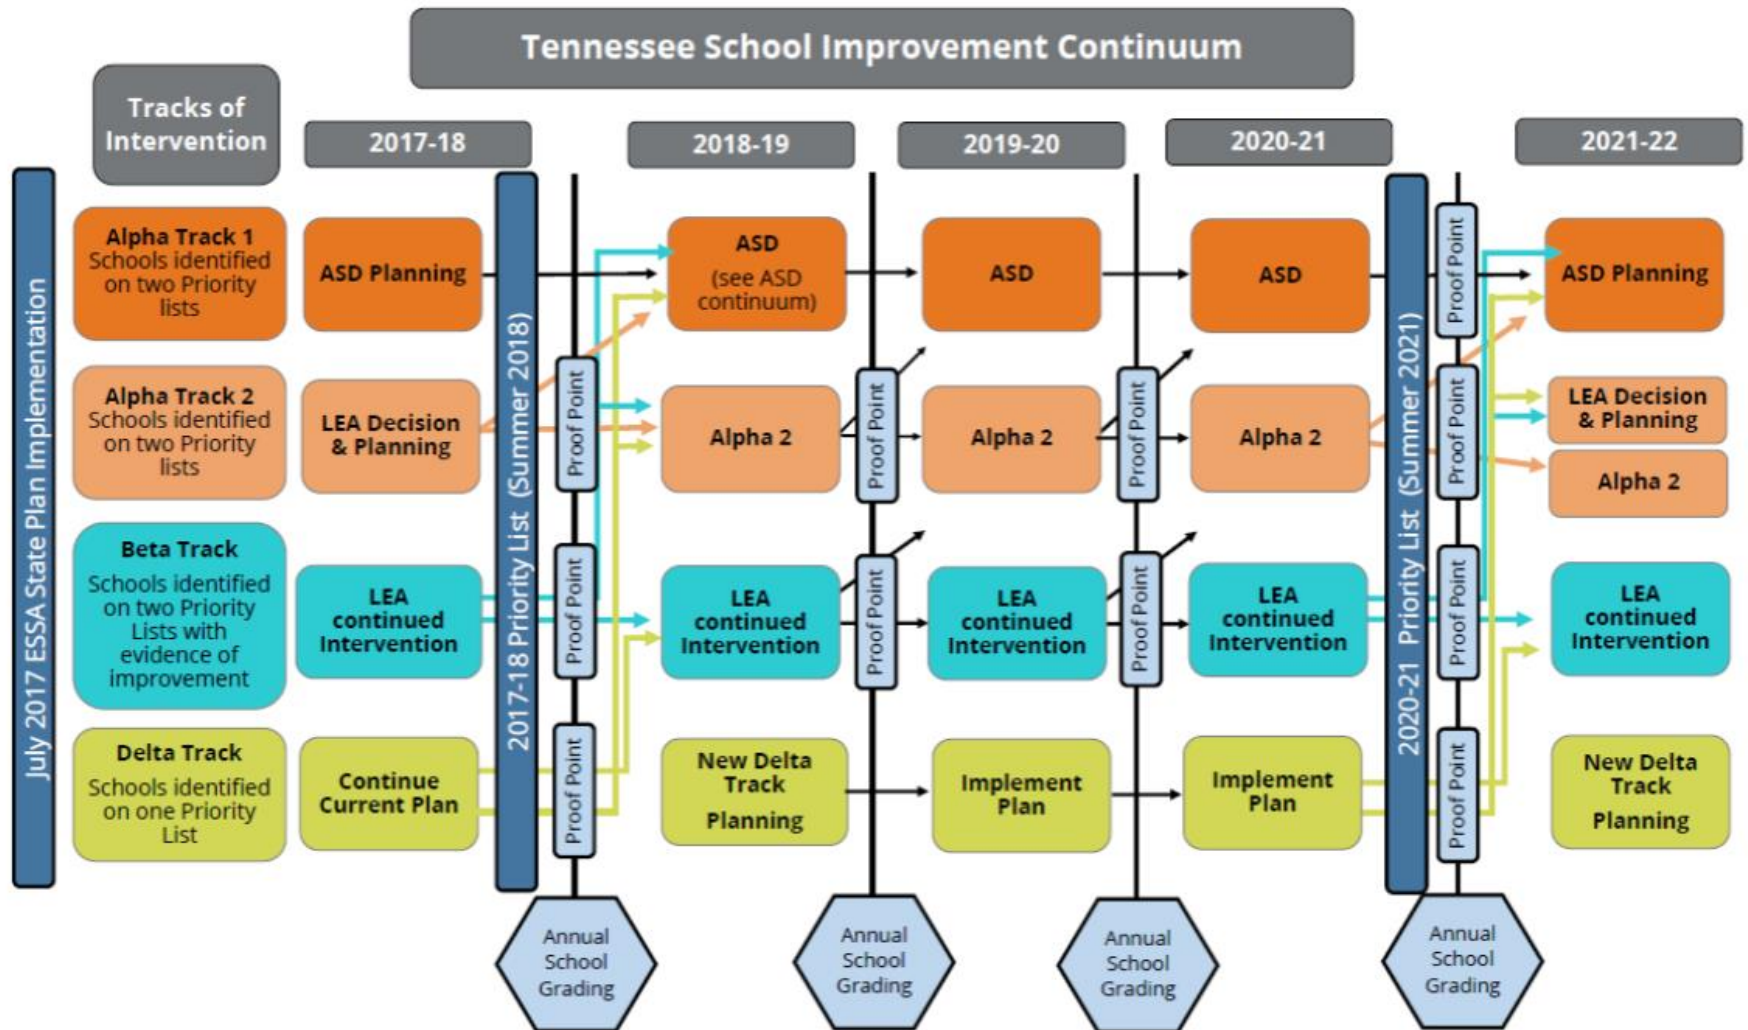 Tennessee School Improvement Continuum
Tracks of
Intervention
2017-18
2018-19
2019-20
2020-21
2021-22
July 2017 ESSA State Plan Implementation
Alpha Track 1
Schools identified
on two Priority
lists
ASD Planning
2017-18 Priority List (Summer 2018)
ASD
(see ASD
continuum)
ASD
ASD
2020-21 Priority List (Summer 2021)
Proof Point
ASD Planning
Alpha Track 2
Schools identified
on two Priority
lists
LEA Decision
& Planning
Proof Point
Alpha 2
Proof Point
Alpha 2
Proof Point
Alpha 2
Proof Point
LEA Decision
& Planning
Alpha 2
Beta Track
Schools identified
on two Priority
Lists with
evidence of
improvement
LEA
continued
Intervention
Proof Point
LEA
continued
Intervention
Proof Point
LEA
continued
Intervention
Proof Point
LEA
continued
Intervention
Proof Point
LEA
continued
Intervention
Delta Track
Schools identified
on one Priority
List
Continue
Current Plan
Proof Point
New Delta
Track
Planning
Implement
Plan
Implement
Plan
Proof Point
New Delta
Track
Planning
Annual
School
Grading
Annual
School
Grading
Annual
School
Grading
Annual
School
Grading